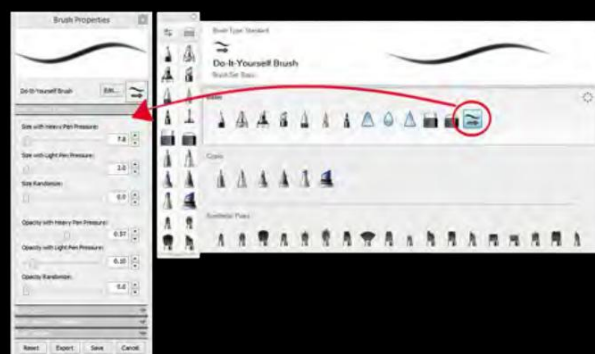 Brush Properties
Do-It-Yourself Brush
Edit...
Size with Heavy Pen Pressure:
7.6
Size with Light Pen Pressure:
2.0
Size Randomize:
0.0
Opacity with Heavy Pen Pressure:
0.57
Opacity with Light Pen Pressure:
0.10
Opacity Randomize:
0.0
Reset Export Save Cancel
Brush Type: Standard
Do-It-Yourself Brush
Brush Set: Basic
Basic
Copic
Synthetic Paint